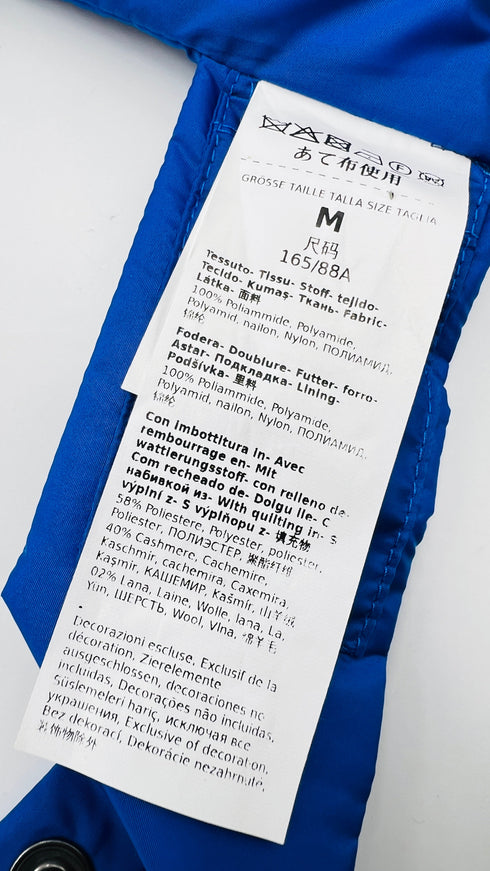 あて布使用
GRÖSSE TAILLE TALLA SIZE TAGLIA
M
尺码
165/88A
Tessuto- Tissu- Stoff- tejido-
Tecido- Kumaş- Ткань- Fabric-
Látka- 面料
100% Poliammide, Polyamide,
Polyamid, nailon, Nylon, ПОЛИАМИД,
锦纶
Fodera- Doublure- Futter- forro-
Astar- Подкладка- Lining-
Podšívka- 里料
100% Poliammide, Polyamide,
Polyamid, nailon, Nylon, ПОЛИАМИД,
锦纶
Con imbottitura in- Avec
rembourrage en- Mit
wattierungsstoff- con relleno de-
Com recheado de- Dolgu ile- С
набивкой из- With quilting in- S
výplní z- S výplňou z- 填充物
58% Poliestere, Polyester, poliester,
Poliester, ПОЛИЭСТЕР, 聚酯纤维
40% Cashmere, Cachemire,
Kaschmir, cachemira, Caxemira,
Kaşmir, КАШЕМИР, Kašmír, 山羊绒
02% Lana, Laine, Wolle, lana, Lã,
Yün, ШЕРСТЬ, Wool, Vlna, 绵羊毛
Decorazioni escluse, Exclusif de la
décoration, Zierelemente
ausgeschlossen, decoraciones no
incluidas, Decorações não incluidas,
Süslemeleri hariç, исключая все
украшения, Exclusive of decoration,
Bez dekorací, Dekorácie nezahrnuté,
装饰物除外